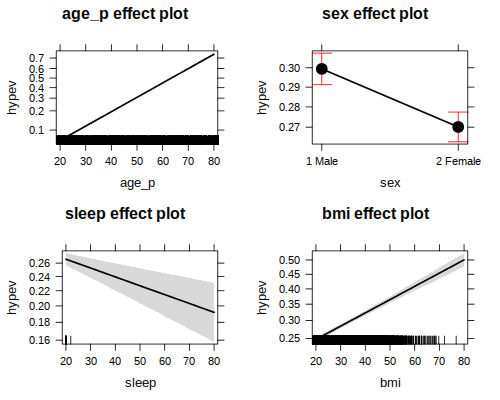 age_p effect plot
hypev
0.7
0.6
0.5
0.4
0.3
0.2
0.1
20 30 40 50 60 70 80
age_p
sex effect plot
hypev
0.30
0.29
0.28
0.27
1 Male 2 Female
sex
sleep effect plot
hypev
0.26
0.24
0.22
0.20
0.18
0.16
20 30 40 50 60 70 80
sleep
bmi effect plot
hypev
0.50
0.45
0.40
0.35
0.30
0.25
20 30 40 50 60 70 80
bmi